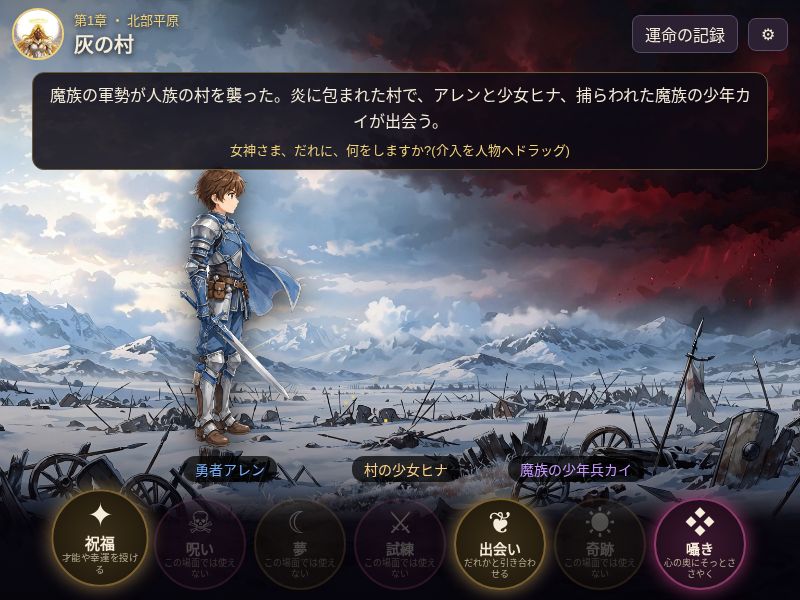 第1章 ・ 北部平原
灰の村
運命の記録
魔族の軍勢が人族の村を襲った。炎に包まれた村で、アレンと少女ヒナ、捕らわれた魔族の少年カ
イが出会う。
女神さま、だれに、何をしますか?(介入を人物へドラッグ)
勇者アレン
村の少女ヒナ
魔族の少年兵カイ
祝福
才能や幸運を授け
る
呪い
この場面では使え
ない
夢
この場面では使え
ない
試練
この場面では使え
ない
出会い
だれかと引き合わ
せる
奇跡
この場面では使え
ない
囁き
心の奥にそっとさ
さやく